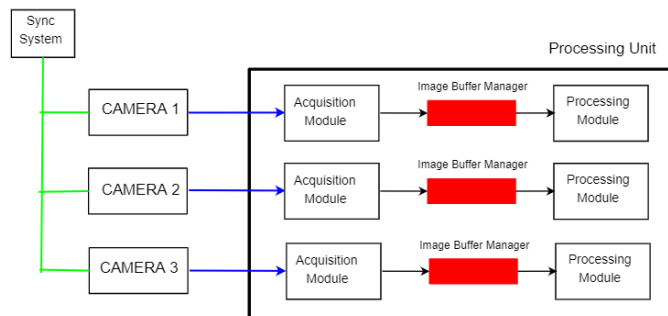 Sync
System
Processing Unit
CAMERA 1
Acquisition
Module
Image Buffer Manager
Processing
Module
CAMERA 2
Acquisition
Module
Image Buffer Manager
Processing
Module
CAMERA 3
Acquisition
Module
Image Buffer Manager
Processing
Module